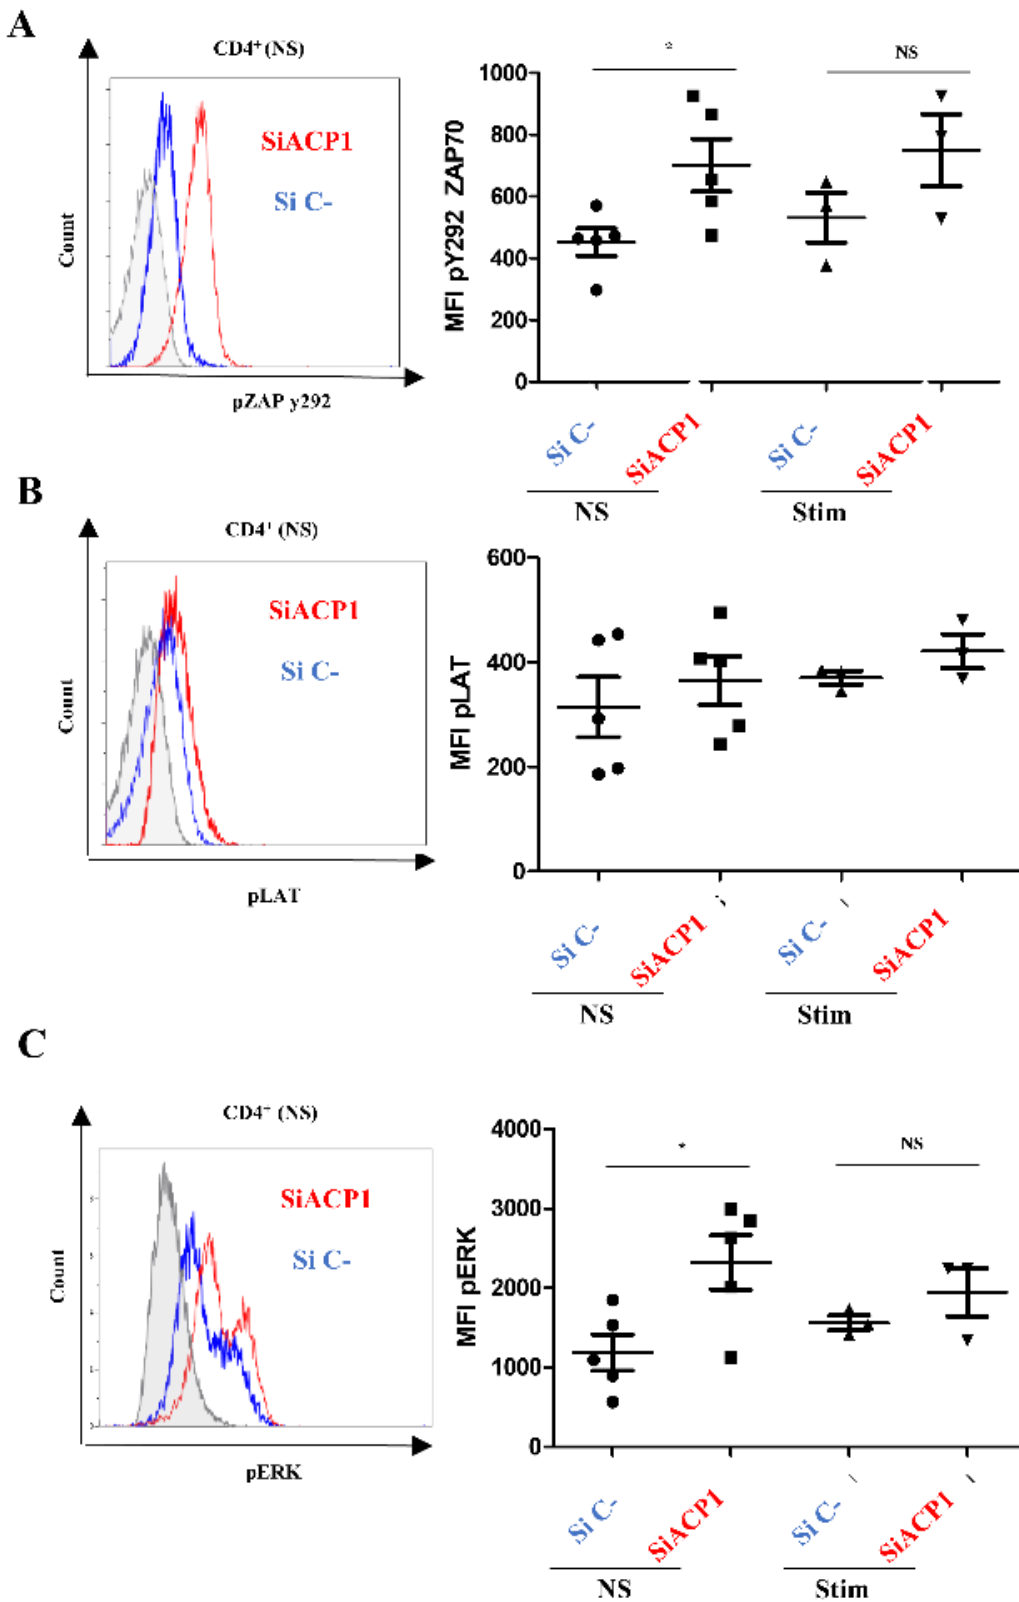 A
CD4+ (NS)
SiACP1
Si C-
Count
pZAP y292
*
NS
MFI pY292 ZAP70
1000
800
600
400
200
0
Si C-
SiACP1
Si C-
SiACP1
NS
Stim
B
CD4+ (NS)
SiACP1
Si C-
Count
pLAT
MFI pLAT
600
400
200
0
Si C-
SiACP1
Si C-
SiACP1
NS
Stim
C
CD4+ (NS)
SiACP1
Si C-
Count
pERK
*
NS
MFI pERK
4000
3000
2000
1000
0
Si C-
SiACP1
Si C-
SiACP1
NS
Stim